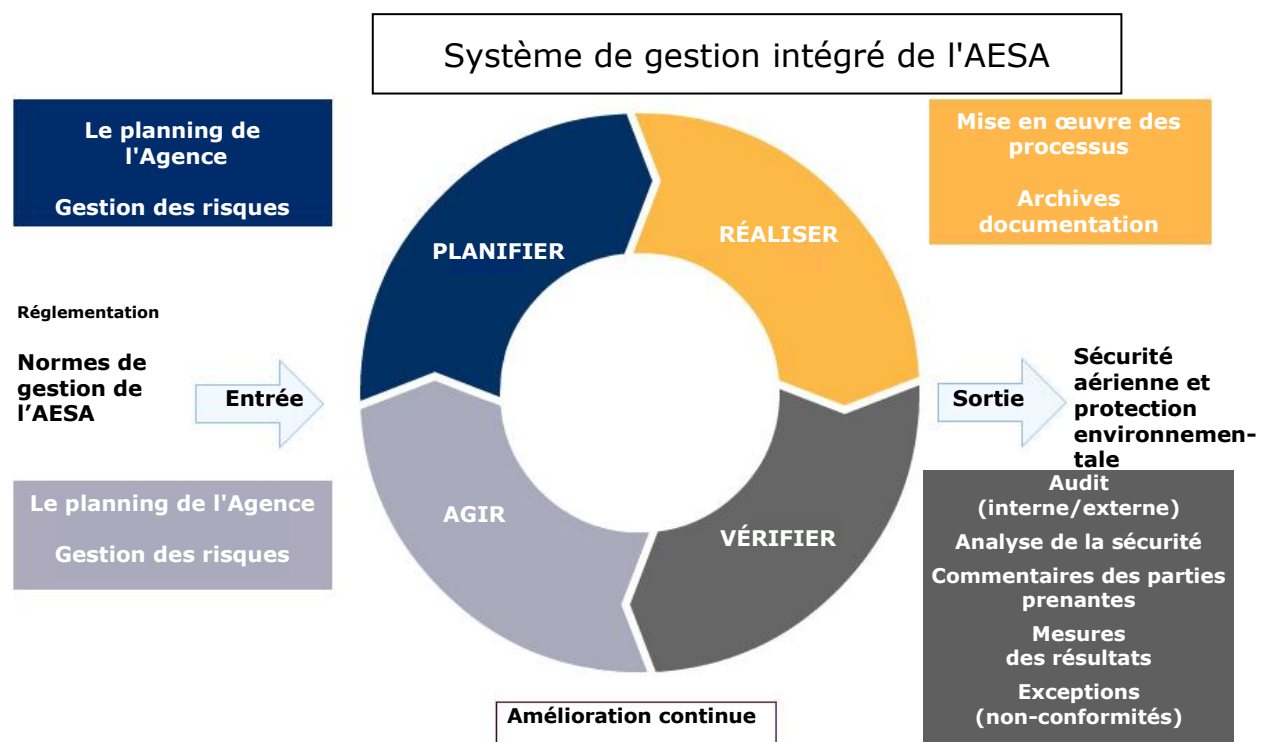 Système de gestion intégré de l'AESA
Le planning de
l'Agence
Gestion des risques
Mise en œuvre des
processus
Archives
documentation
PLANIFIER
RÉALISER
Réglementation
Normes de
gestion de
l’AESA
Entrée
Sortie
Sécurité
aérienne et
protection
environnemen-
tale
Le planning de l'Agence
Gestion des risques
AGIR
VÉRIFIER
Audit
(interne/externe)
Analyse de la sécurité
Commentaires des parties
prenantes
Mesures
des résultats
Exceptions
(non-conformités)
Amélioration continue